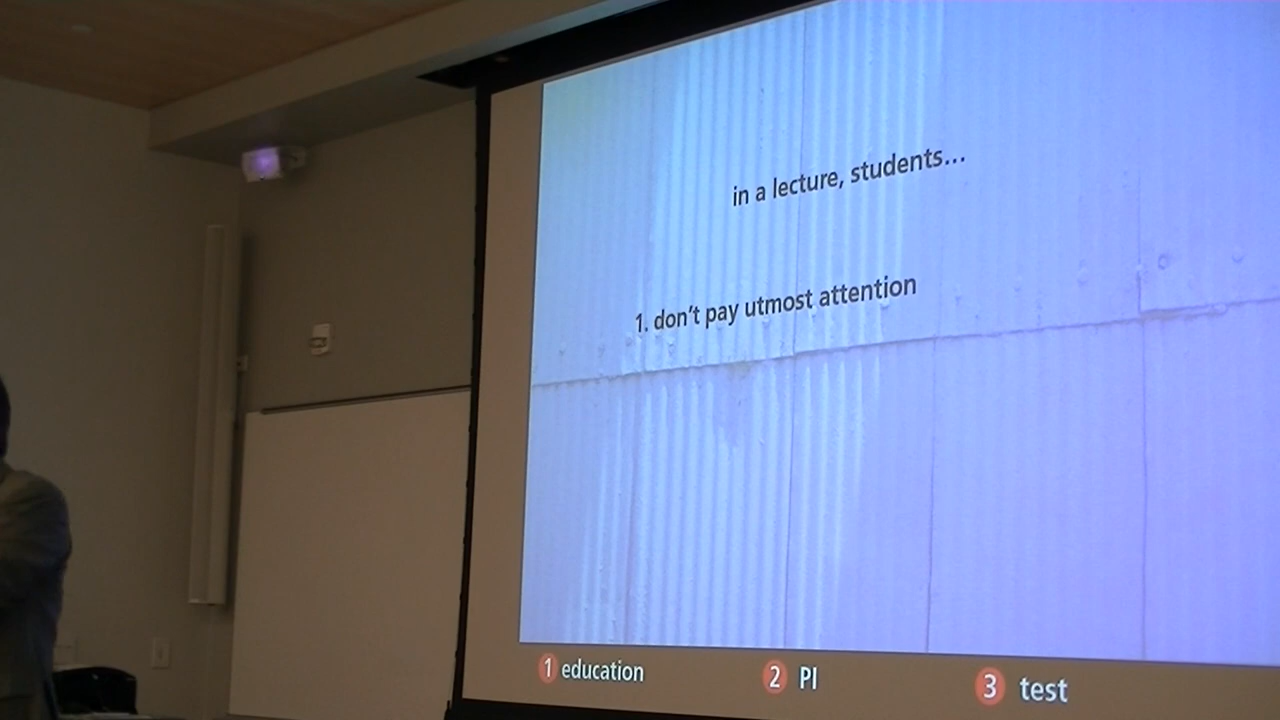 in a lecture, students...
1. don't pay utmost attention
1 education 2 PI 3 test